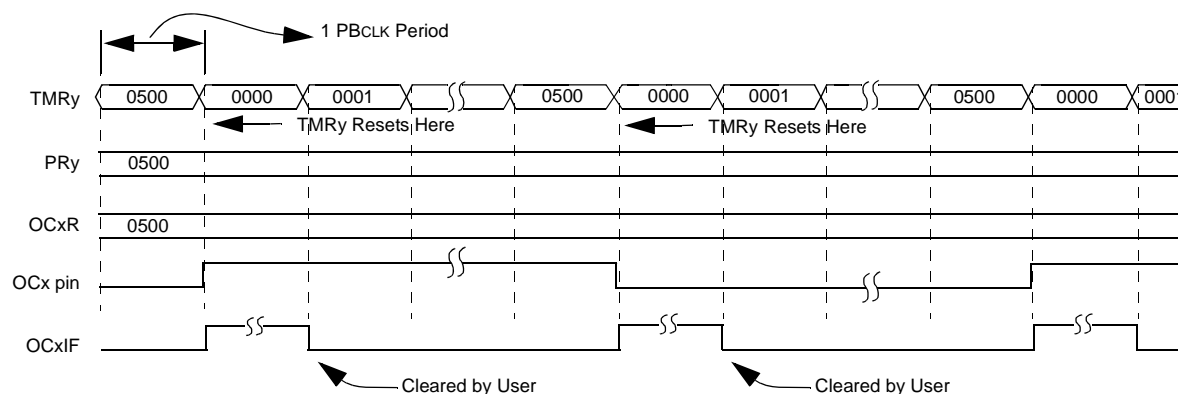 1 PBCLK Period
TMRy 0500 0000 0001 0500 0000 0001 0500 0000 0001
TMRy Resets Here TMRy Resets Here
PRy 0500
OCxR 0500
OCx pin
OCxIF
Cleared by User Cleared by User